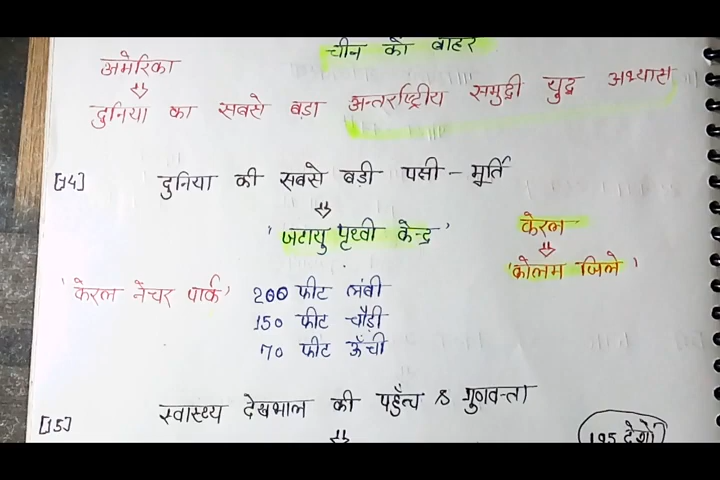 चीन को बाहर
अमेरिका
⇓
दुनिया का सबसे बड़ा अन्तर्राष्ट्रीय समुद्री युद्ध अभ्यास
[14] दुनिया की सबसे बड़ी पक्षी - मूर्ति
⇓
'जटायु पृथ्वी केन्द्र'
केरल
⇓
'कोलम जिले'
'केरल नेचर पार्क' 200 फीट लंबी
150 फीट चौड़ी
70 फीट ऊँची
[15] स्वास्थ्य देखभाल की पहुँच & गुणवत्ता
⇓
195 देशों